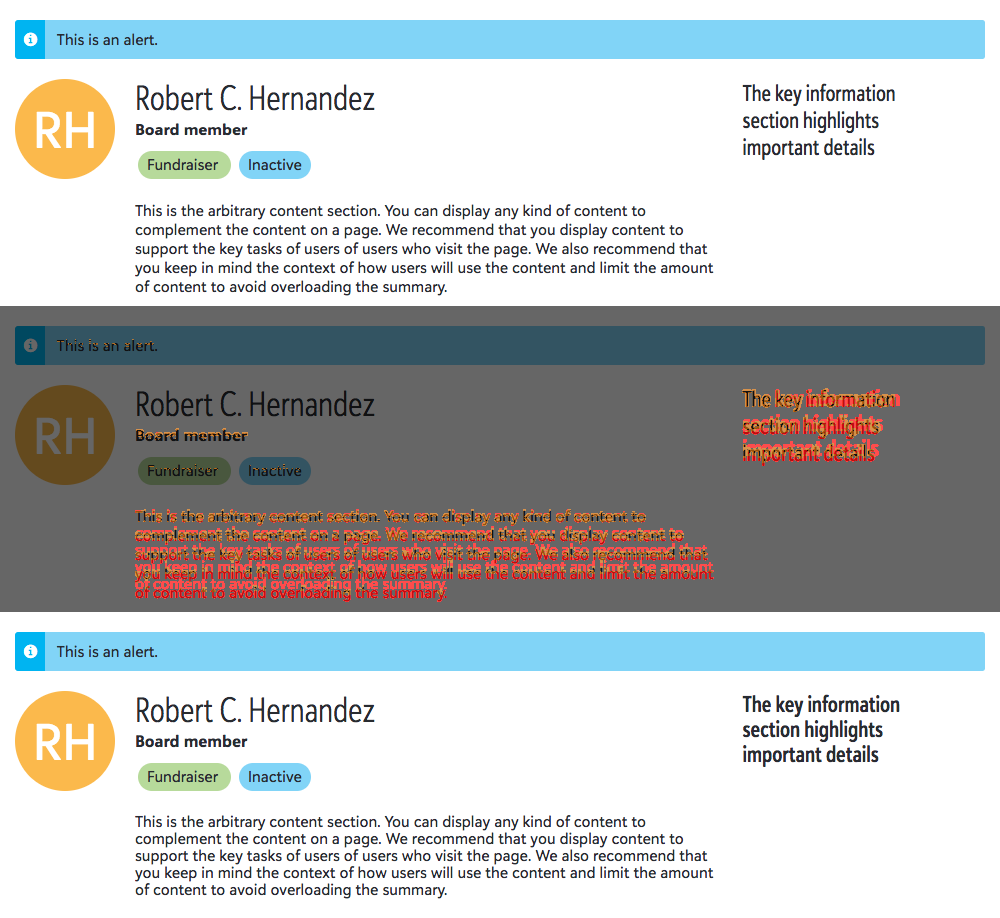 This is an alert.
RH
Robert C. Hernandez
Board member
Fundraiser Inactive
The key information
section highlights
important details
This is the arbitrary content section. You can display any kind of content to
complement the content on a page. We recommend that you display content to
support the key tasks of users of users who visit the page. We also recommend that
you keep in mind the context of how users will use the content and limit the amount
of content to avoid overloading the summary.
This is an alert.
RH
Robert C. Hernandez
Board member
Fundraiser Inactive
The key information
section highlights
important details
This is the arbitrary content section. You can display any kind of content to
complement the content on a page. We recommend that you display content to
support the key tasks of users of users who visit the page. We also recommend that
you keep in mind the context of how users will use the content and limit the amount
of content to avoid overloading the summary.
This is an alert.
RH
Robert C. Hernandez
Board member
Fundraiser Inactive
The key information
section highlights
important details
This is the arbitrary content section. You can display any kind of content to
complement the content on a page. We recommend that you display content to
support the key tasks of users of users who visit the page. We also recommend that
you keep in mind the context of how users will use the content and limit the amount
of content to avoid overloading the summary.